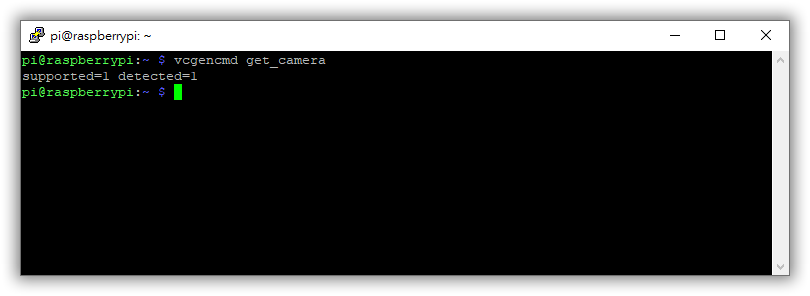 pi@raspberrypi: ~
pi@raspberrypi:~ $ vcgencmd get_camera
supported=1 detected=1
pi@raspberrypi:~ $